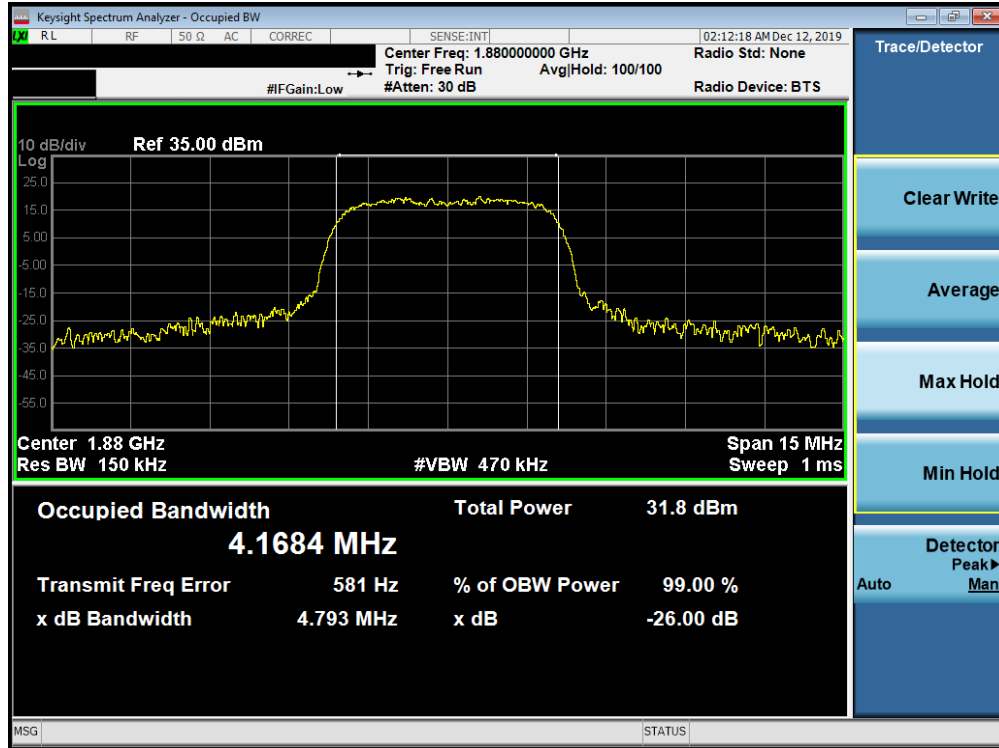 Keysight Spectrum Analyzer - Occupied BW
LXI RL RF 50 Ω AC CORREC SENSE:INT 02:12:18 AM Dec 12, 2019
Center Freq: 1.880000000 GHz Radio Std: None
Trig: Free Run Avg|Hold: 100/100
#IFGain:Low #Atten: 30 dB Radio Device: BTS
10 dB/div Ref 35.00 dBm
Log
25.0
15.0
5.00
-5.00
-15.0
-25.0
-35.0
-45.0
-55.0
Center 1.88 GHz Span 15 MHz
Res BW 150 kHz #VBW 470 kHz Sweep 1 ms
Occupied Bandwidth Total Power 31.8 dBm
4.1684 MHz
Transmit Freq Error 581 Hz % of OBW Power 99.00 %
x dB Bandwidth 4.793 MHz x dB -26.00 dB
MSG STATUS
Trace/Detector
Clear Write
Average
Max Hold
Min Hold
Detector
Peak▶
Auto Man